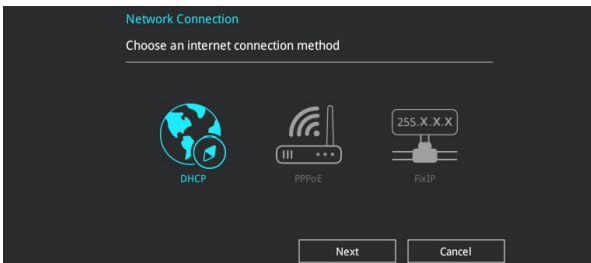 Network Connection
Choose an internet connection method
255.X.X.X
DHCP
PPPoE
FixIP
Next
Cancel